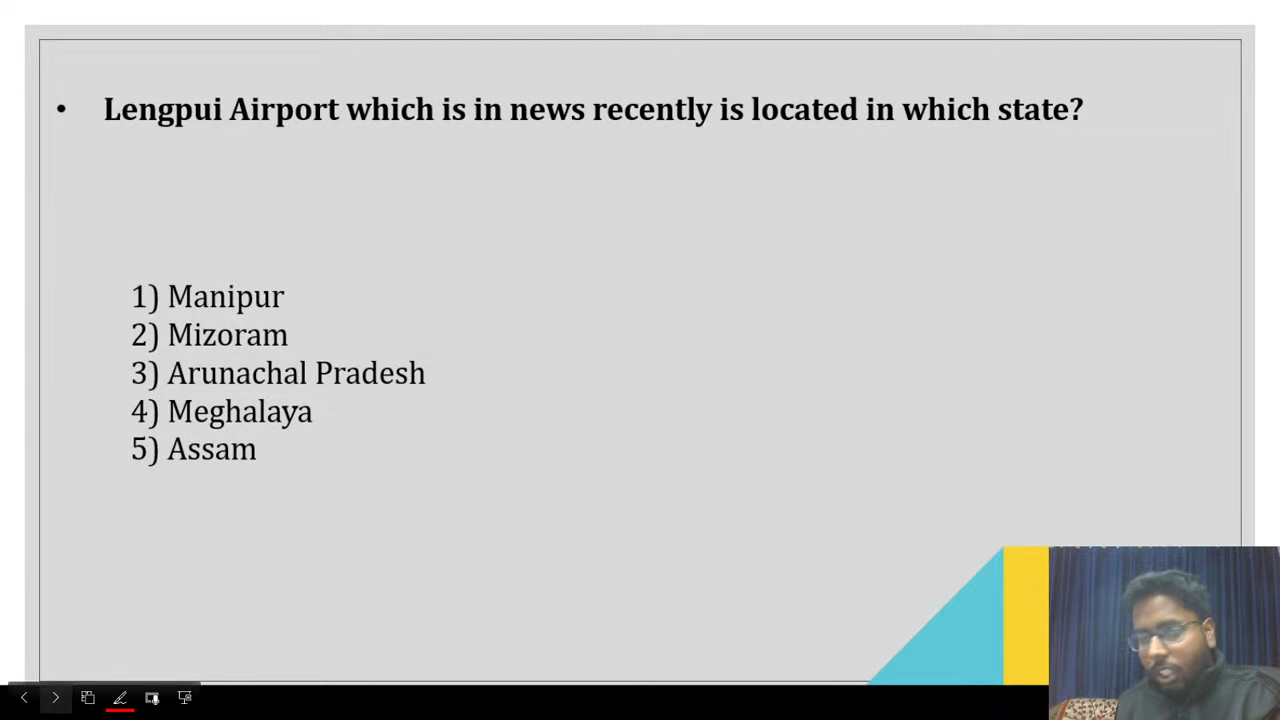 • Lengpui Airport which is in news recently is located in which state?
1) Manipur
2) Mizoram
3) Arunachal Pradesh
4) Meghalaya
5) Assam